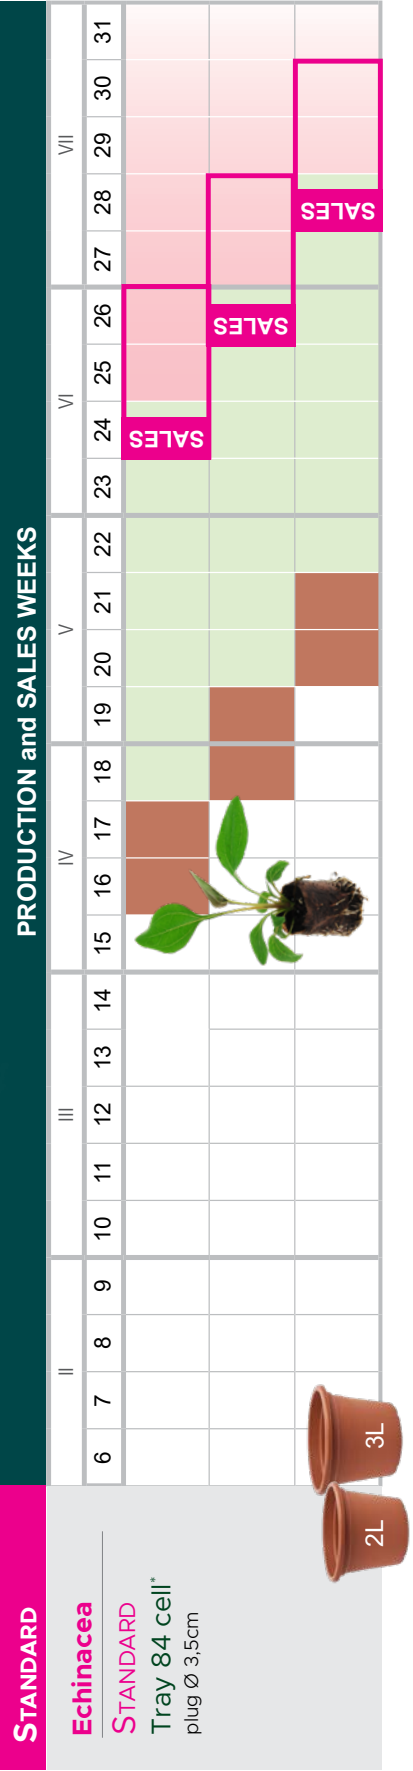 STANDARD
PRODUCTION and SALES WEEKS
Echinacea
STANDARD
Tray 84 cell*
plug Ø 3,5cm
II III IV V VI VII
6 7 8 9 10 11 12 13 14 15 16 17 18 19 20 21 22 23 24 25 26 27 28 29 30 31
SALES
SALES
SALES
2L 3L